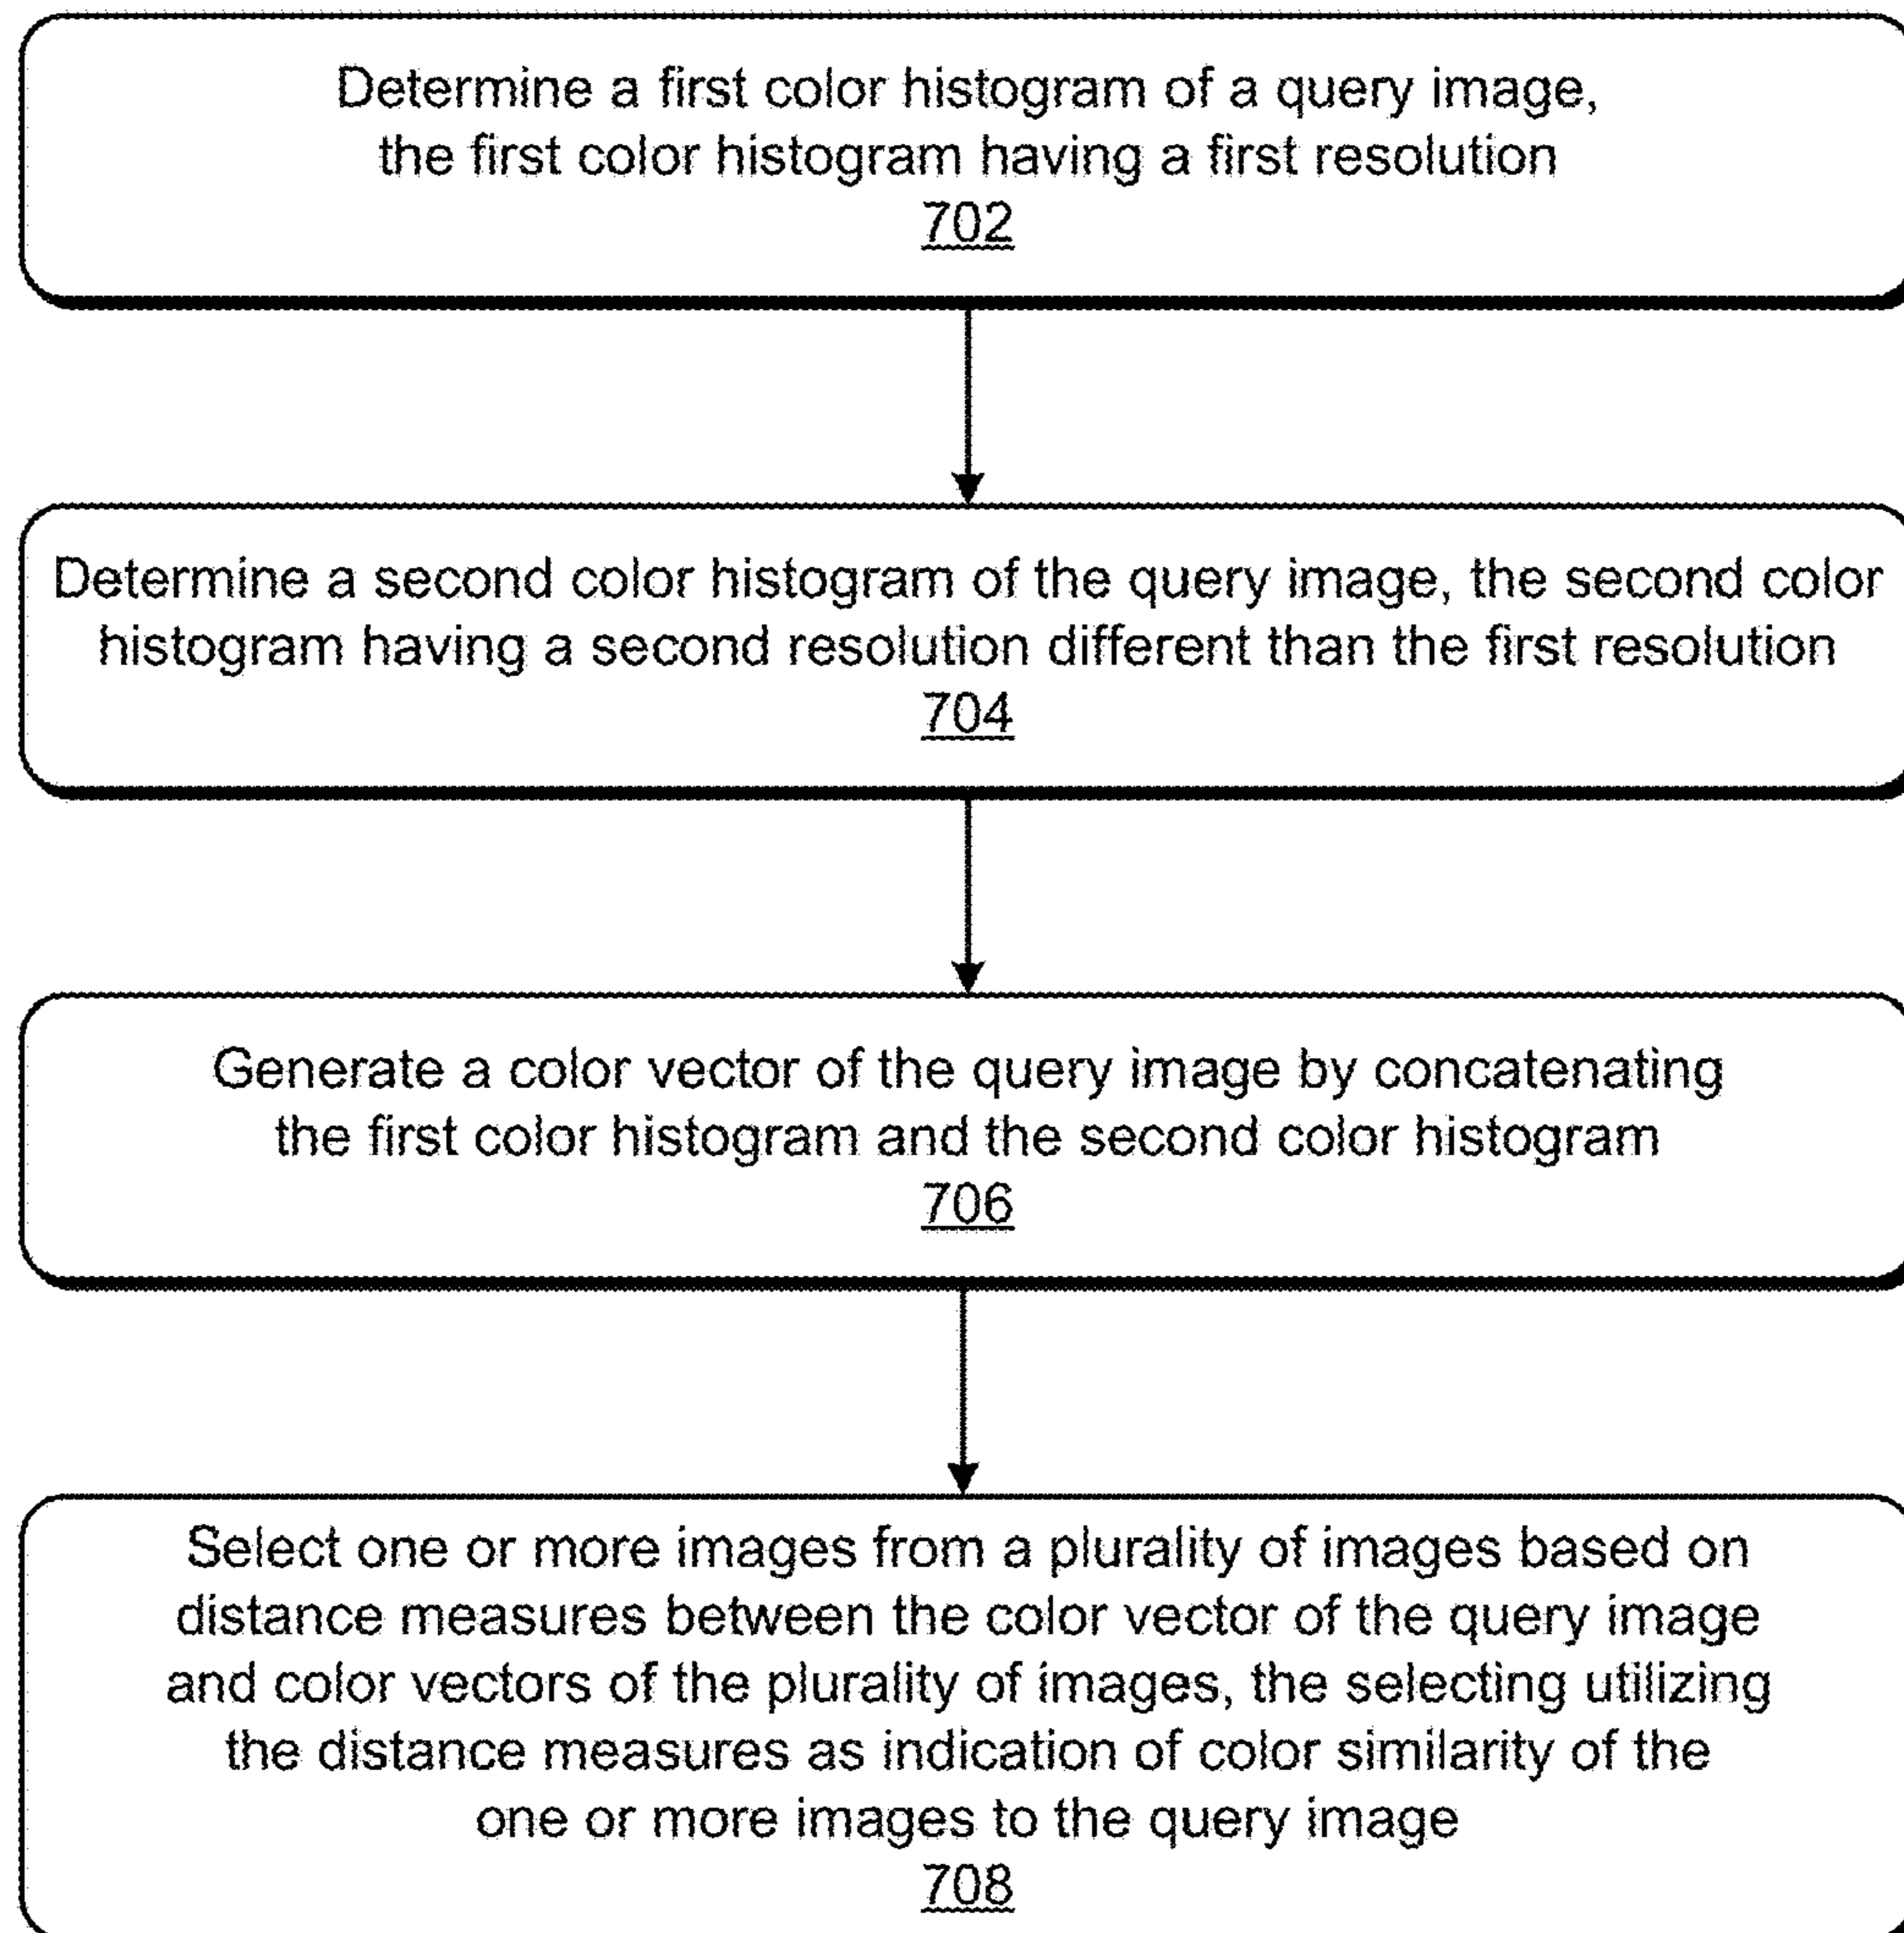 Determine a first color histogram of a query image,
the first color histogram having a first resolution
702
Determine a second color histogram of the query image, the second color
histogram having a second resolution different than the first resolution
704
Generate a color vector of the query image by concatenating
the first color histogram and the second color histogram
706
Select one or more images from a plurality of images based on
distance measures between the color vector of the query image
and color vectors of the plurality of images, the selecting utilizing
the distance measures as indication of color similarity of the
one or more images to the query image
708